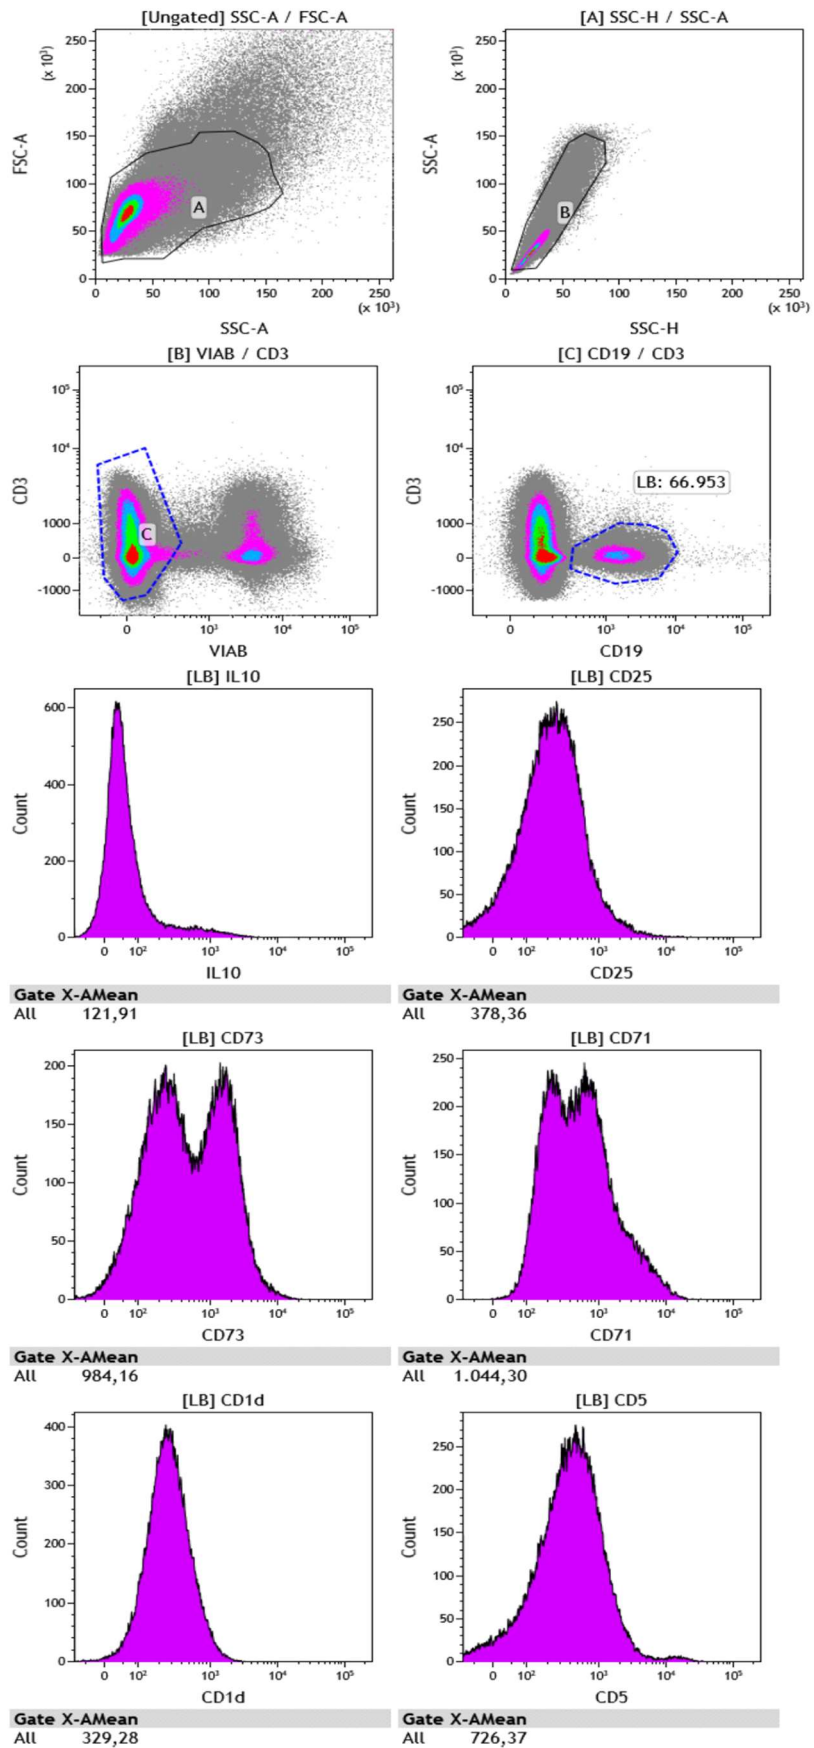 [Ungated] SSC-A / FSC-A
[A] SSC-H / SSC-A
(x 10³)
250
200
150
100
50
0
FSC-A
A
0 50 100 150 200 250
(x 10³)
SSC-A
(x 10³)
250
200
150
100
50
0
SSC-A
B
0 50 100 150 200 250
(x 10³)
SSC-H
[B] VIAB / CD3
[C] CD19 / CD3
10⁵
10⁴
1000
0
-1000
CD3
C
0 10³ 10⁴ 10⁵
VIAB
10⁵
10⁴
1000
0
-1000
CD3
LB: 66.953
0 10³ 10⁴ 10⁵
CD19
[LB] IL10
[LB] CD25
600
400
200
0
Count
0 10² 10³ 10⁴ 10⁵
IL10
250
200
150
100
50
0
Count
0 10² 10³ 10⁴ 10⁵
CD25
Gate X-AMean
All 121,91
Gate X-AMean
All 378,36
[LB] CD73
[LB] CD71
200
150
100
50
0
Count
0 10² 10³ 10⁴ 10⁵
CD73
250
200
150
100
50
0
Count
0 10² 10³ 10⁴ 10⁵
CD71
Gate X-AMean
All 984,16
Gate X-AMean
All 1.044,30
[LB] CD1d
[LB] CD5
400
300
200
100
0
Count
0 10² 10³ 10⁴ 10⁵
CD1d
250
200
150
100
50
0
Count
0 10² 10³ 10⁴ 10⁵
CD5
Gate X-AMean
All 329,28
Gate X-AMean
All 726,37